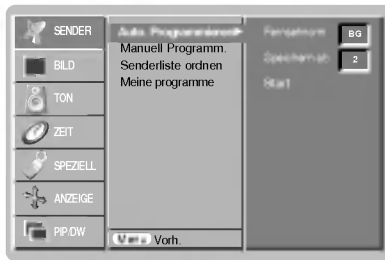 SENDER
BILD
TON
ZEIT
SPEZIELL
ANZEIGE
PIP/DW
Auto Programmieren
Manuell Programm.
Senderliste ordnen
Meine programme
Menu Vorh.
Fernsehnorm BG
Speichern ab 2
Start